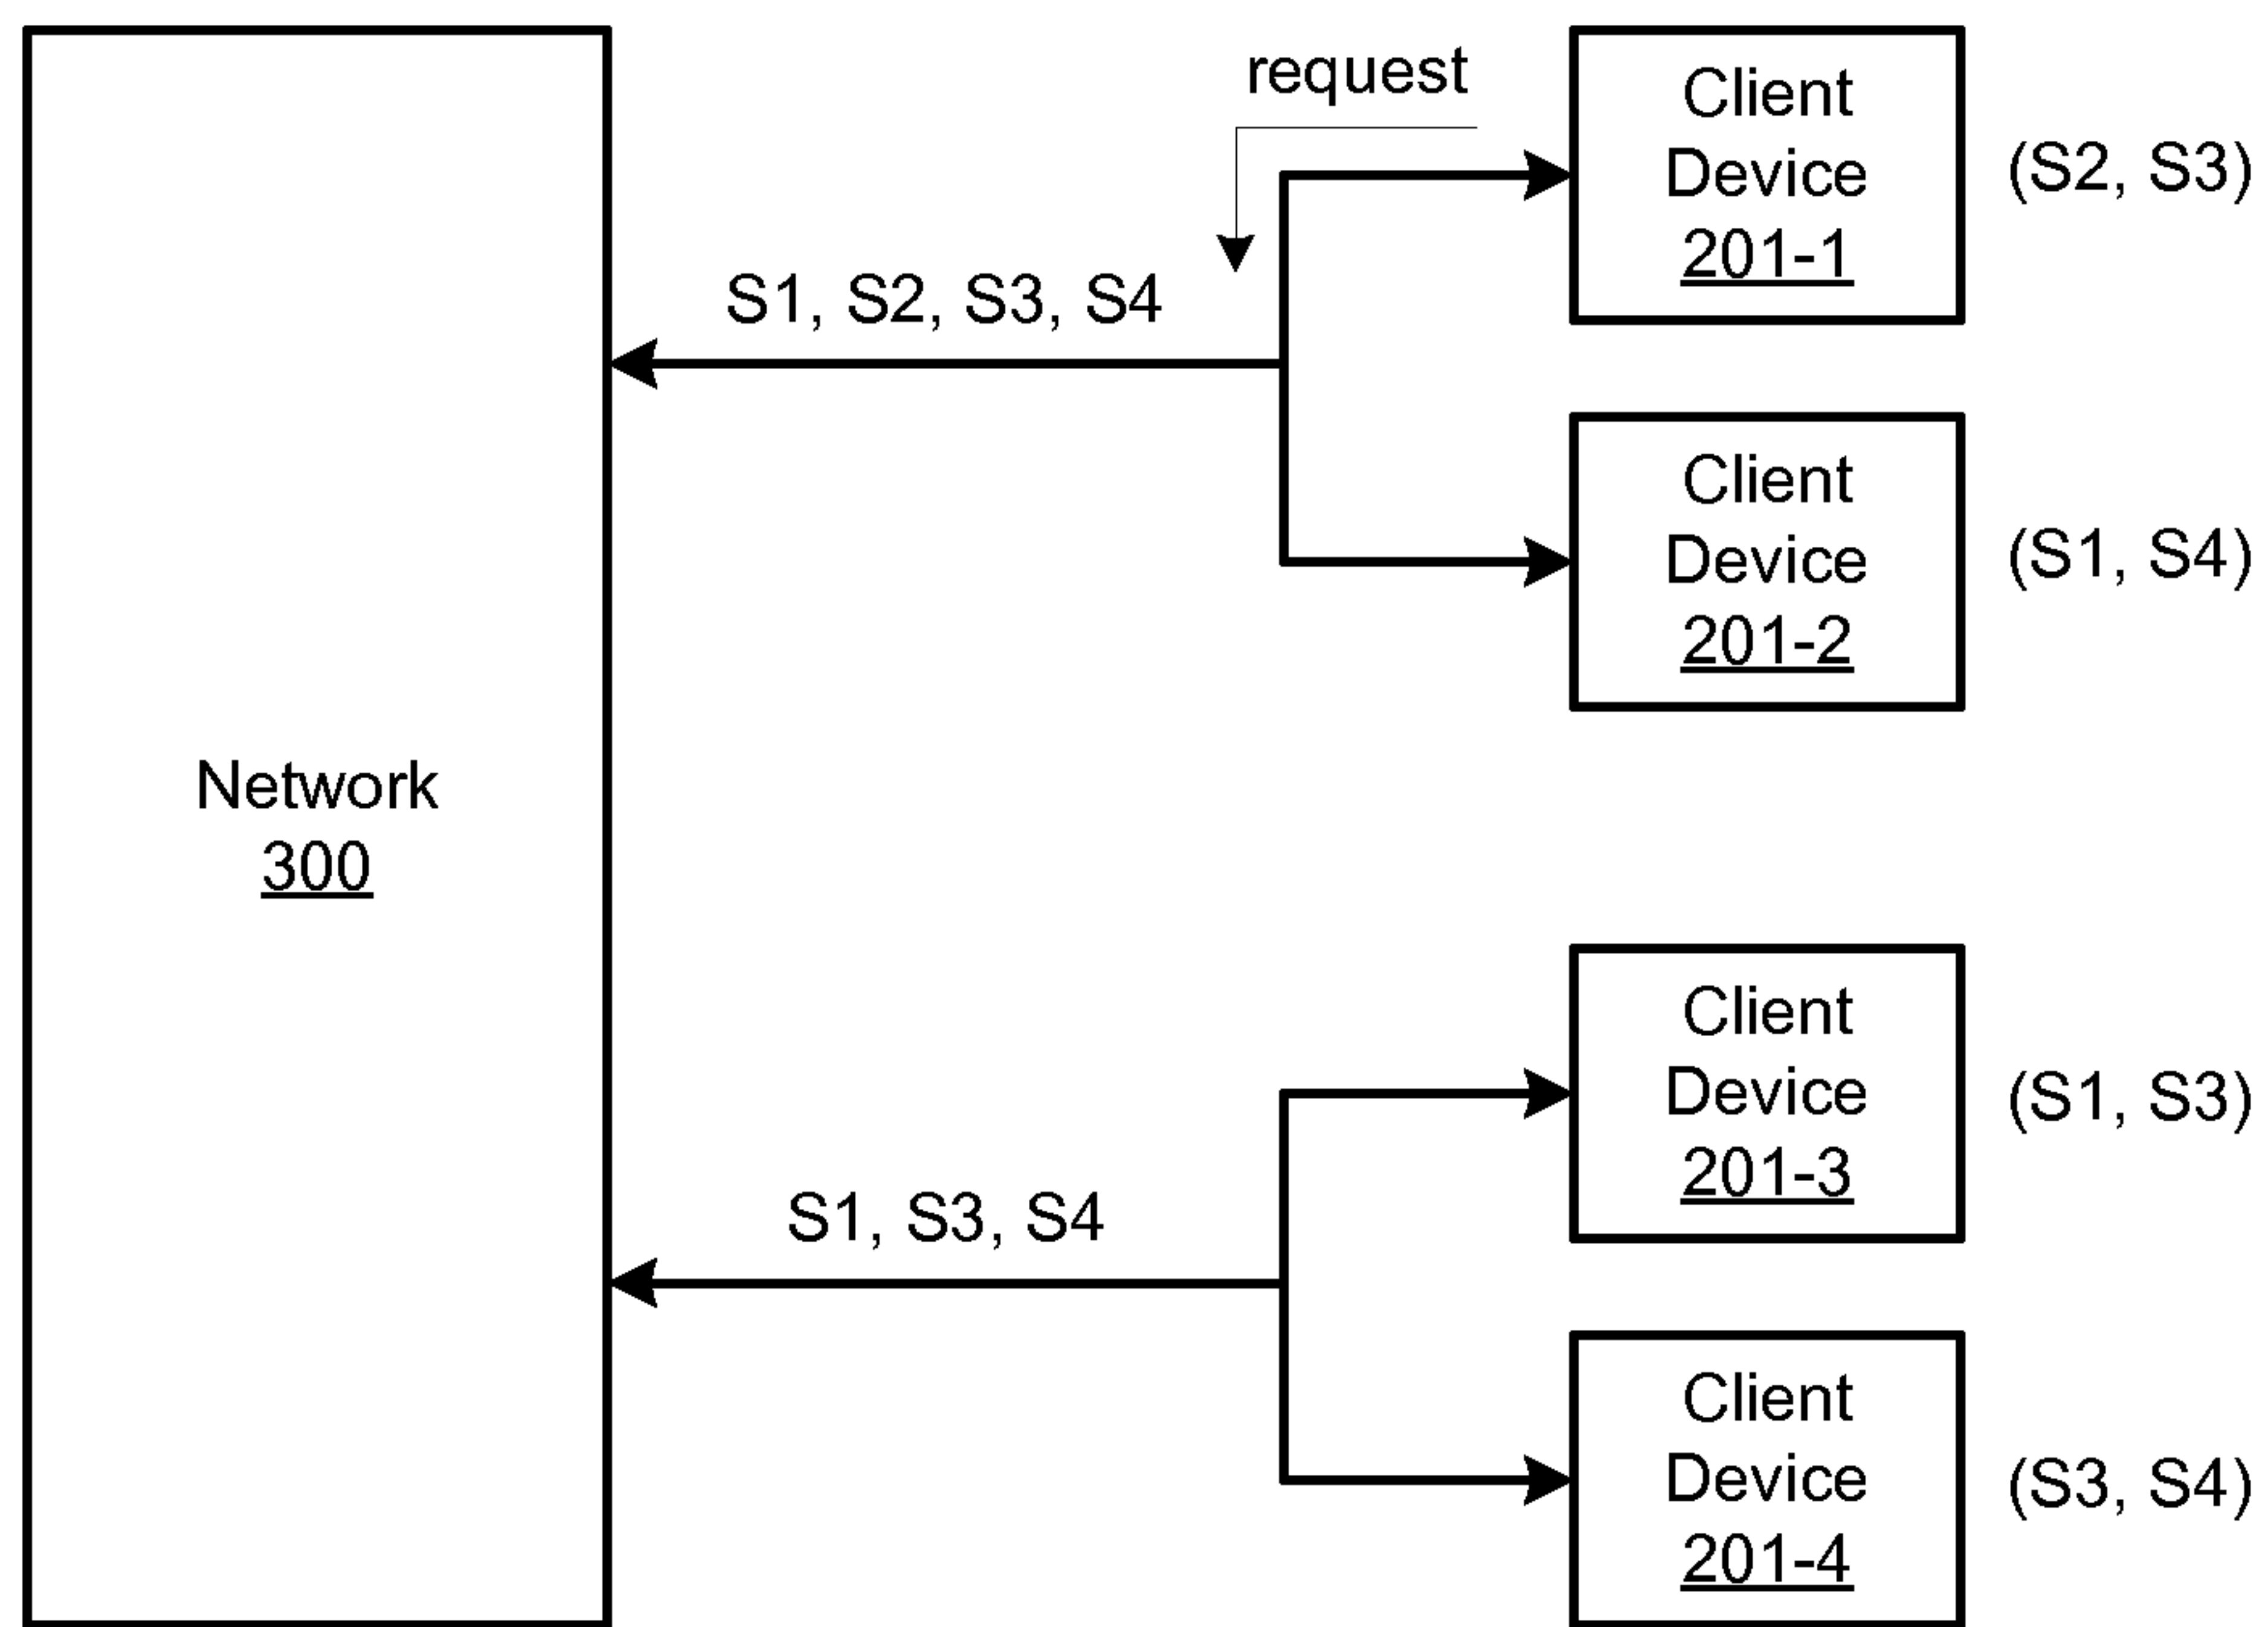 request
Client
Device
201-1
(S2, S3)
S1, S2, S3, S4
Client
Device
201-2
(S1, S4)
Network
300
Client
Device
201-3
(S1, S3)
S1, S3, S4
Client
Device
201-4
(S3, S4)